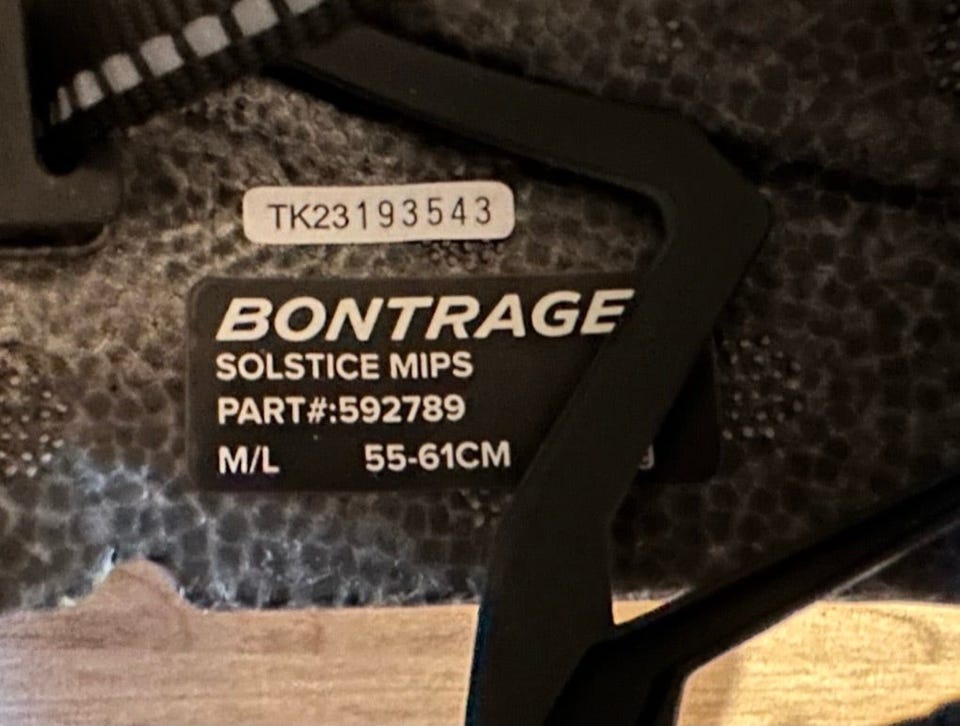 TK23193543
BONTRAGE
SOLSTICE MIPS
PART#:592789
M/L 55-61CM g